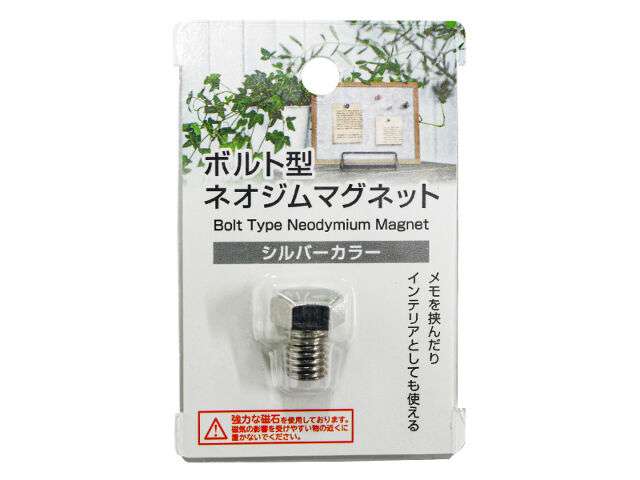 ボルト型
ネオジムマグネット
Bolt Type Neodymium Magnet
シルバーカラー
メモを挟んだり
インテリアとしても使える
強力な磁石を使用しております。
磁気の影響を受けやすい物の近くに
置かないでください。